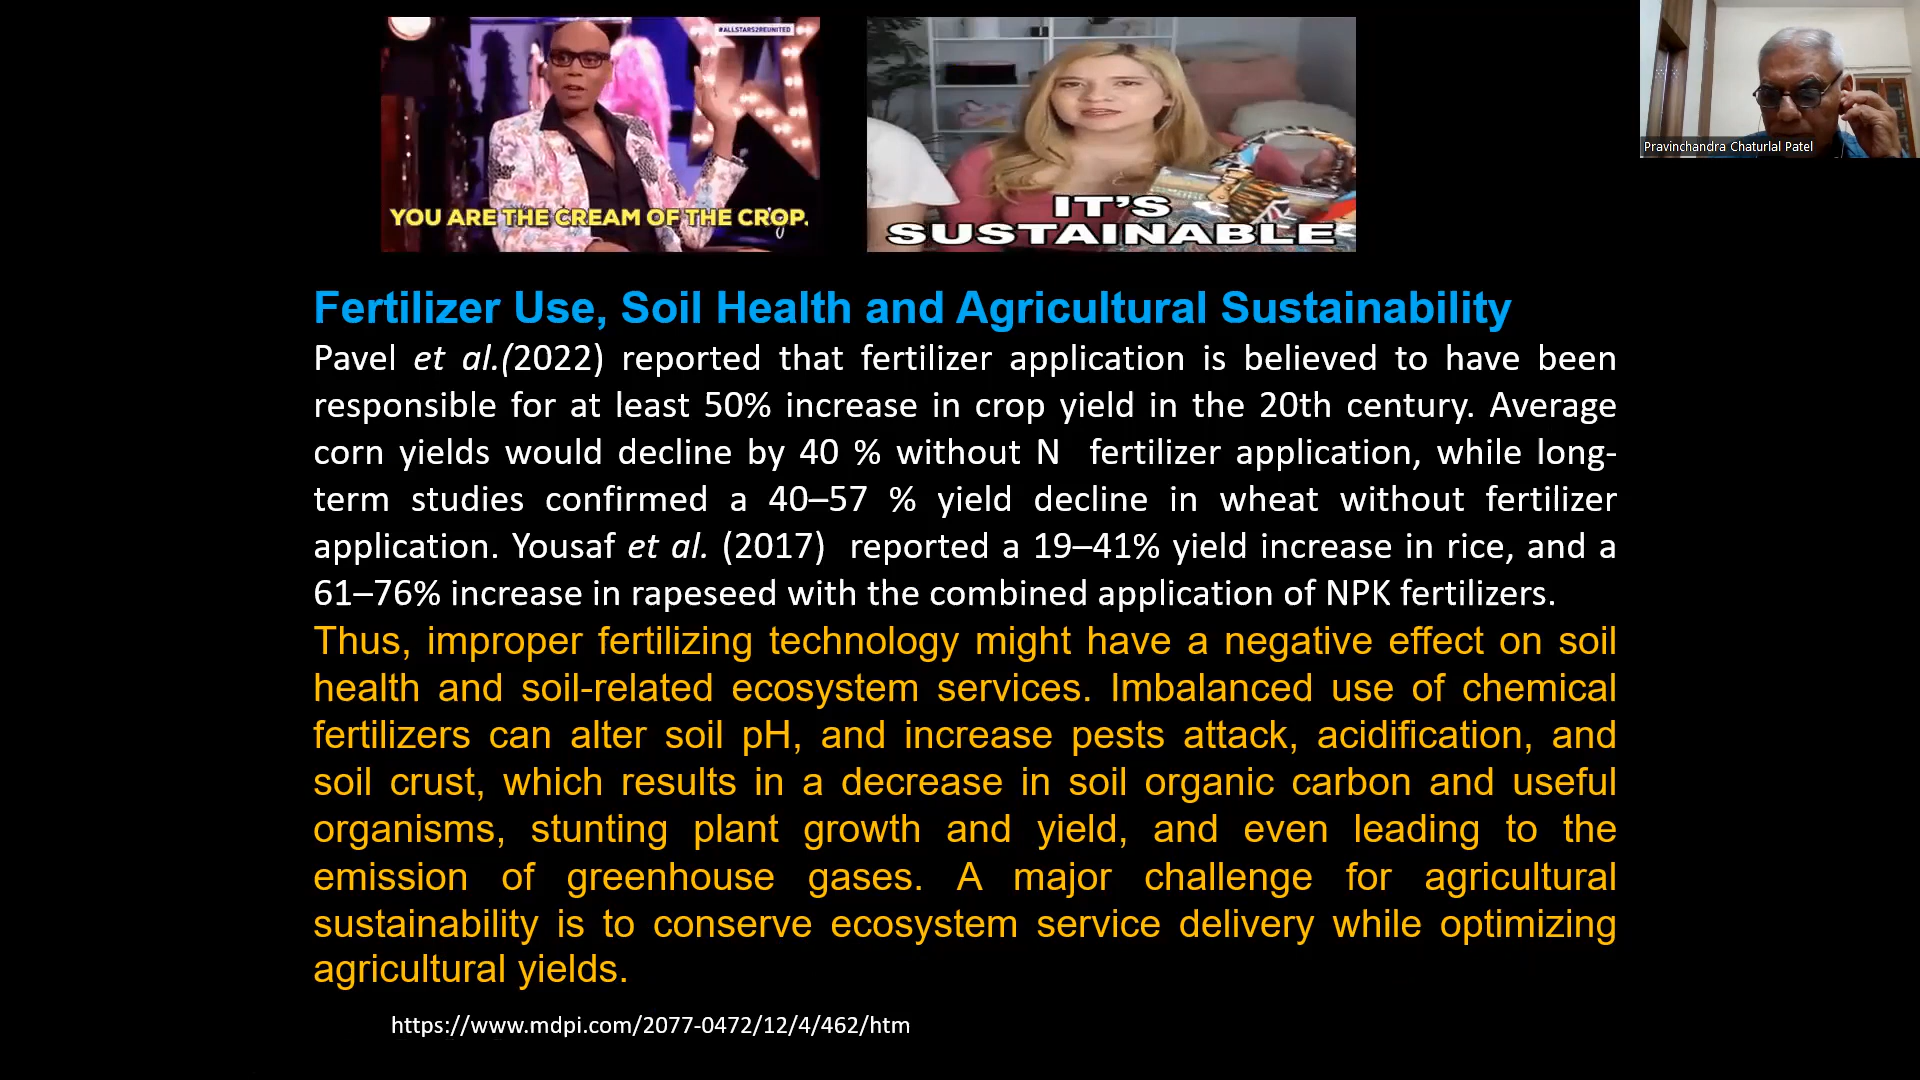 #ALLSTARS2REUNITED
YOU ARE THE CREAM OF THE CROP.
IT'S
SUSTAINABLE
Pravinchandra Chaturlal Patel
Fertilizer Use, Soil Health and Agricultural Sustainability
Pavel et al.(2022) reported that fertilizer application is believed to have been
responsible for at least 50% increase in crop yield in the 20th century. Average
corn yields would decline by 40 % without N  fertilizer application, while long-
term studies confirmed a 40–57 % yield decline in wheat without fertilizer
application. Yousaf et al. (2017)  reported a 19–41% yield increase in rice, and a
61–76% increase in rapeseed with the combined application of NPK fertilizers.
Thus, improper fertilizing technology might have a negative effect on soil
health and soil-related ecosystem services. Imbalanced use of chemical
fertilizers can alter soil pH, and increase pests attack, acidification, and
soil crust, which results in a decrease in soil organic carbon and useful
organisms, stunting plant growth and yield, and even leading to the
emission of greenhouse gases. A major challenge for agricultural
sustainability is to conserve ecosystem service delivery while optimizing
agricultural yields.
https://www.mdpi.com/2077-0472/12/4/462/htm